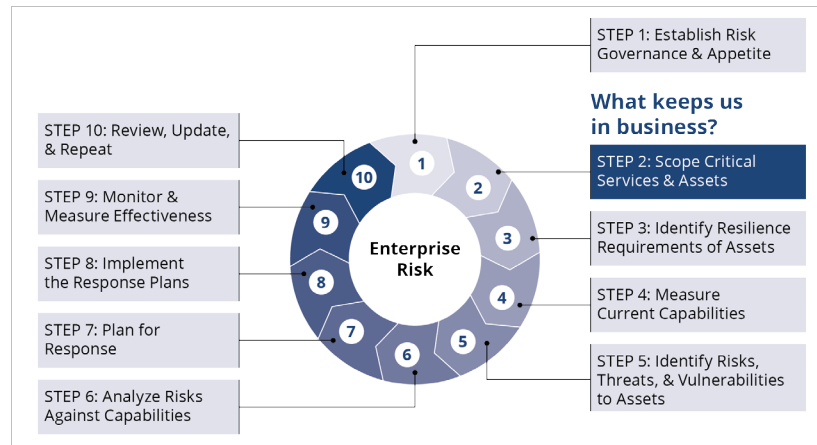 STEP 1: Establish Risk
Governance & Appetite
What keeps us
in business?
STEP 2: Scope Critical
Services & Assets
STEP 3: Identify Resilience
Requirements of Assets
STEP 4: Measure
Current Capabilities
STEP 5: Identify Risks,
Threats, & Vulnerabilities
to Assets
STEP 6: Analyze Risks
Against Capabilities
STEP 7: Plan for
Response
STEP 8: Implement
the Response Plans
STEP 9: Monitor &
Measure Effectiveness
STEP 10: Review, Update,
& Repeat
Enterprise
Risk
1
2
3
4
5
6
7
8
9
10